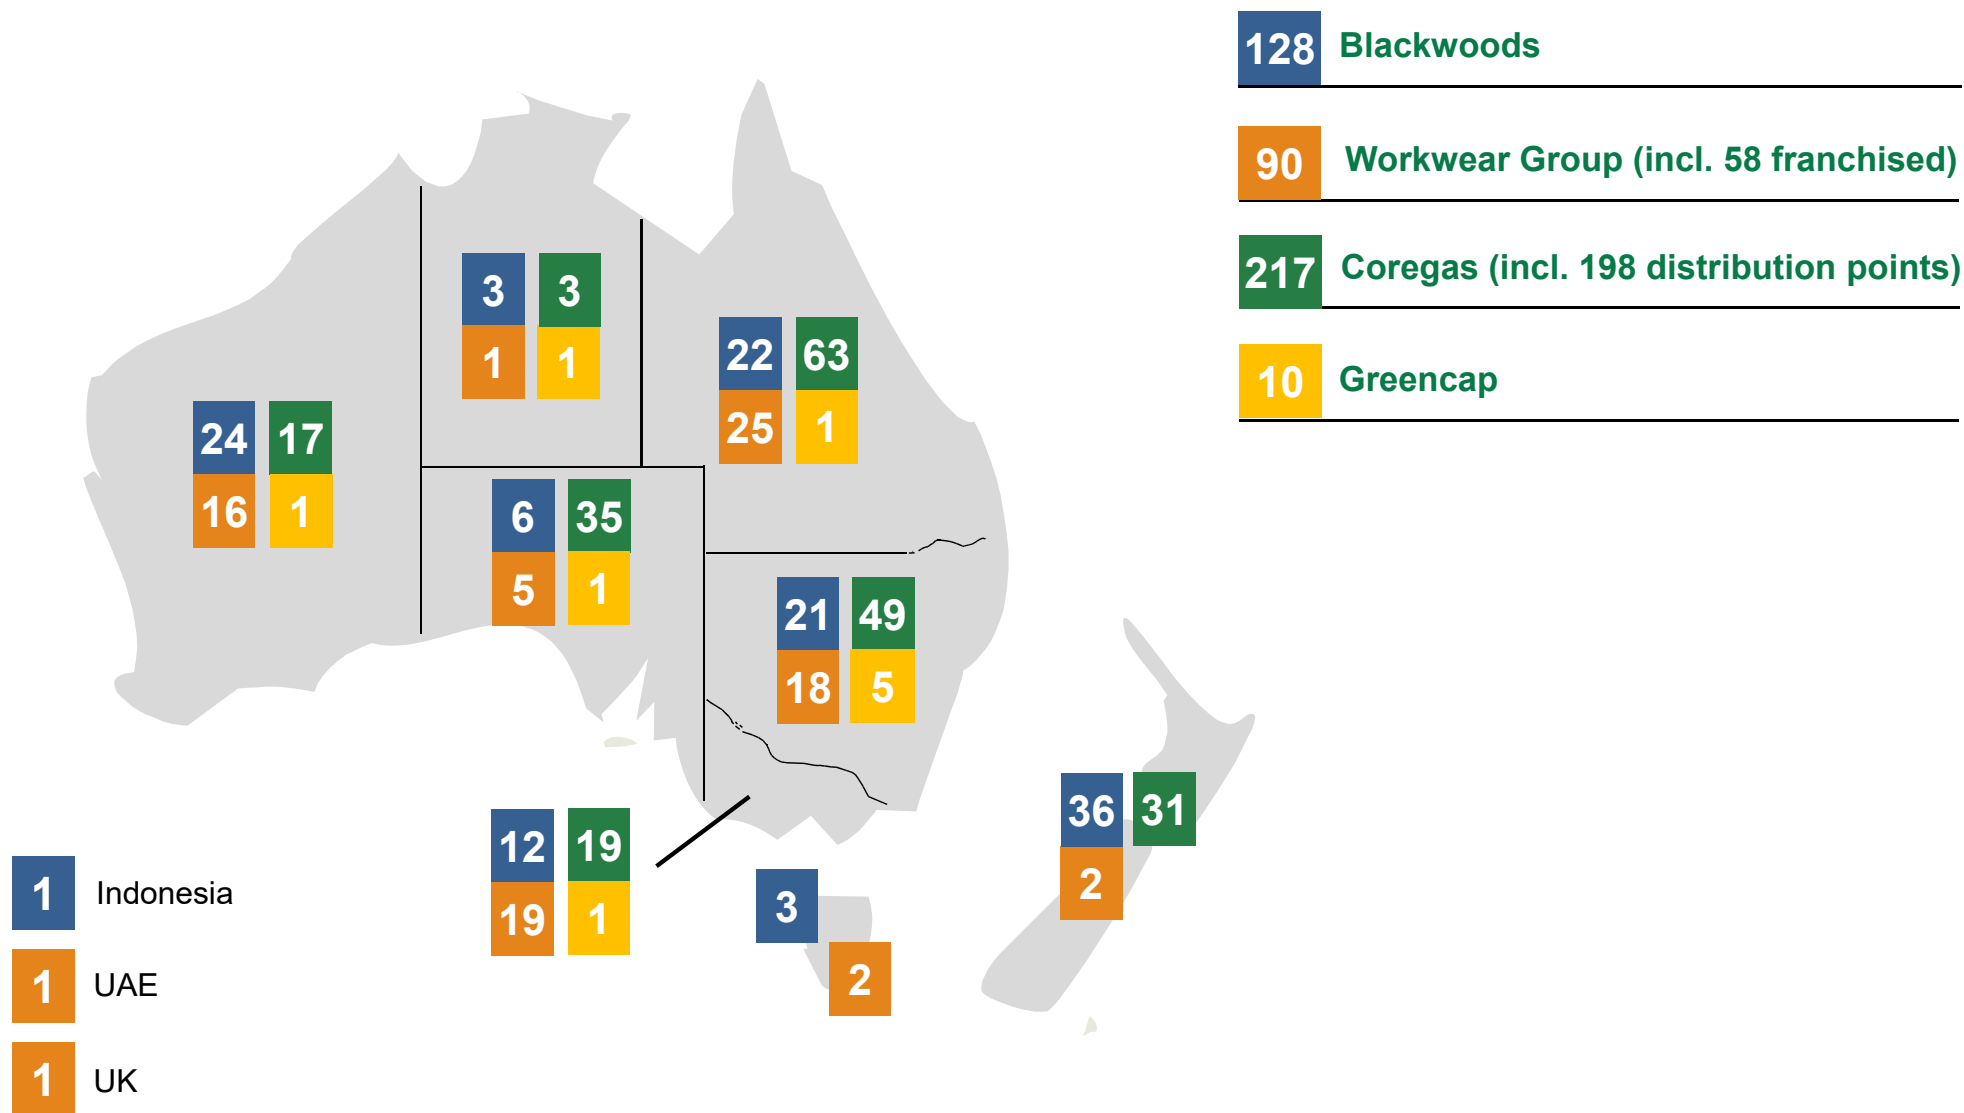 128 Blackwoods
90 Workwear Group (incl. 58 franchised)
217 Coregas (incl. 198 distribution points)
10 Greencap
3 3
1 1
22 63
25 1
24 17
16 1
6 35
5 1
21 49
18 5
36 31
2
12 19
19 1
3
2
1 Indonesia
1 UAE
1 UK